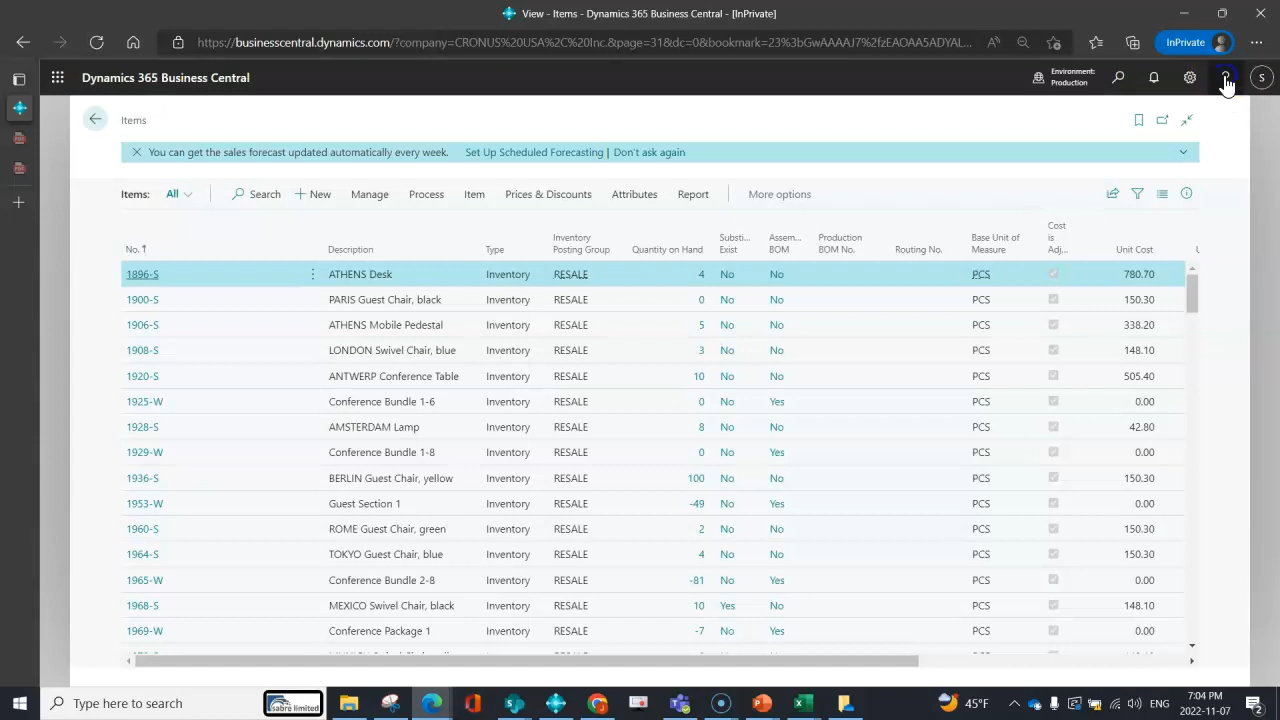 View - Items - Dynamics 365 Business Central - [InPrivate]
https://businesscentral.dynamics.com/?company=CRONUS%20USA%2C%20Inc.&page=31&dc=0&bookmark=23%3bGwAAAAJ7%2fzEAOAA5ADYAL...
InPrivate
Dynamics 365 Business Central
Environment:
Production
S
Items
You can get the sales forecast updated automatically every week. Set Up Scheduled Forecasting | Don't ask again
Items: All Search New Manage Process Item Prices & Discounts Attributes Report More options
No. ↑ Description Type Inventory Posting Group Quantity on Hand Substi... Exist Assem... BOM Production BOM No. Routing No. Base Unit of Measure Cost is Adj... Unit Cost
1896-S ATHENS Desk Inventory RESALE 4 No No PCS 780.70
1900-S PARIS Guest Chair, black Inventory RESALE 0 No No PCS 150.30
1906-S ATHENS Mobile Pedestal Inventory RESALE 5 No No PCS 338.20
1908-S LONDON Swivel Chair, blue Inventory RESALE 3 No No PCS 148.10
1920-S ANTWERP Conference Table Inventory RESALE 10 No No PCS 505.40
1925-W Conference Bundle 1-6 Inventory RESALE 0 No Yes PCS 0.00
1928-S AMSTERDAM Lamp Inventory RESALE 8 No No PCS 42.80
1929-W Conference Bundle 1-8 Inventory RESALE 0 No Yes PCS 0.00
1936-S BERLIN Guest Chair, yellow Inventory RESALE 100 No No PCS 150.30
1953-W Guest Section 1 Inventory RESALE -49 No Yes PCS 0.00
1960-S ROME Guest Chair, green Inventory RESALE 2 No No PCS 150.30
1964-S TOKYO Guest Chair, blue Inventory RESALE 4 No No PCS 150.30
1965-W Conference Bundle 2-8 Inventory RESALE -81 No Yes PCS 0.00
1968-S MEXICO Swivel Chair, black Inventory RESALE 10 Yes No PCS 148.10
1969-W Conference Package 1 Inventory RESALE -7 No Yes PCS 0.00
Type here to search
sabre limited
45°F
ENG
7:04 PM
2022-11-07
2